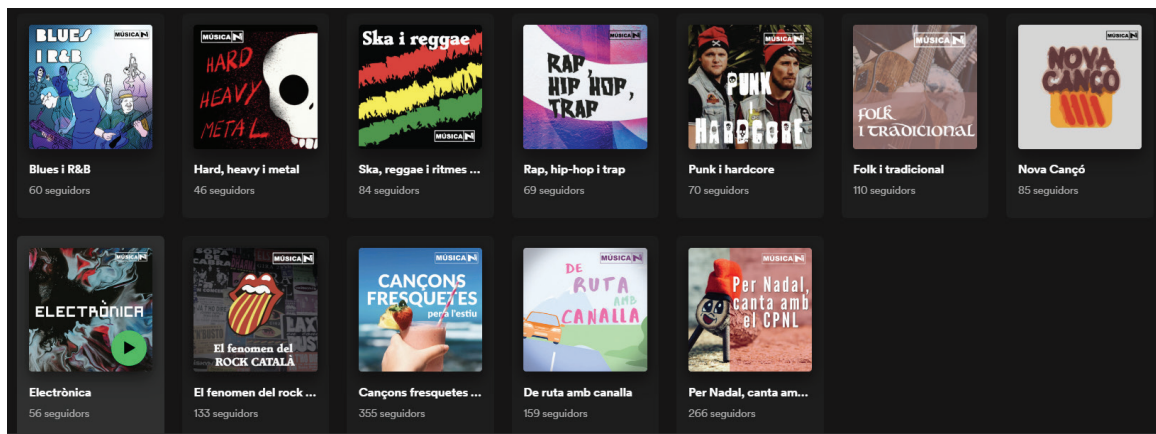 BLUES
I R&B
MÚSICA N
MÚSICA N
HARD
HEAVY
METAL
Ska i reggae
MÚSICA N
MÚSICA N
RAP,
HIP HOP,
TRAP
MÚSICA N
PUNK
I
HARDCORE
MÚSICA N
FOLK
I TRADICIONAL
MÚSICA N
NOVA
CANÇÓ
Blues i R&B
60 seguidors
Hard, heavy i metal
46 seguidors
Ska, reggae i ritmes ...
84 seguidors
Rap, hip-hop i trap
69 seguidors
Punk i hardcore
70 seguidors
Folk i tradicional
110 seguidors
Nova Cançó
85 seguidors
MÚSICA N
ELECTRÒNICA
MÚSICA N
El fenomen del
ROCK CATALÀ
MÚSICA N
CANÇONS
FRESQUETES
per a l'estiu
MÚSICA N
DE
RUTA
AMB
CANALLA
MÚSICA N
Per Nadal,
canta amb
el CPNL
Electrònica
56 seguidors
El fenomen del rock ...
133 seguidors
Cançons fresquetes ...
355 seguidors
De ruta amb canalla
159 seguidors
Per Nadal, canta am...
266 seguidors